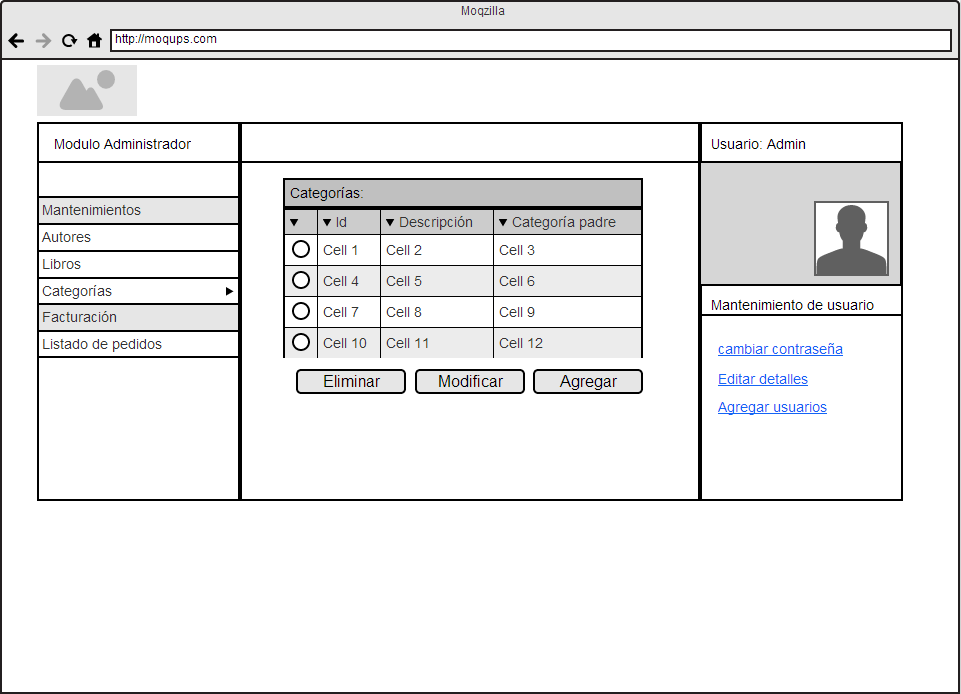 Moqzilla
http://moqups.com
Modulo Administrador
Usuario: Admin
Mantenimientos
Autores
Libros
Categorías
Facturación
Listado de pedidos
Categorías:
Id Descripción Categoría padre
Cell 1 Cell 2 Cell 3
Cell 4 Cell 5 Cell 6
Cell 7 Cell 8 Cell 9
Cell 10 Cell 11 Cell 12
Eliminar Modificar Agregar
Mantenimiento de usuario
cambiar contraseña
Editar detalles
Agregar usuarios